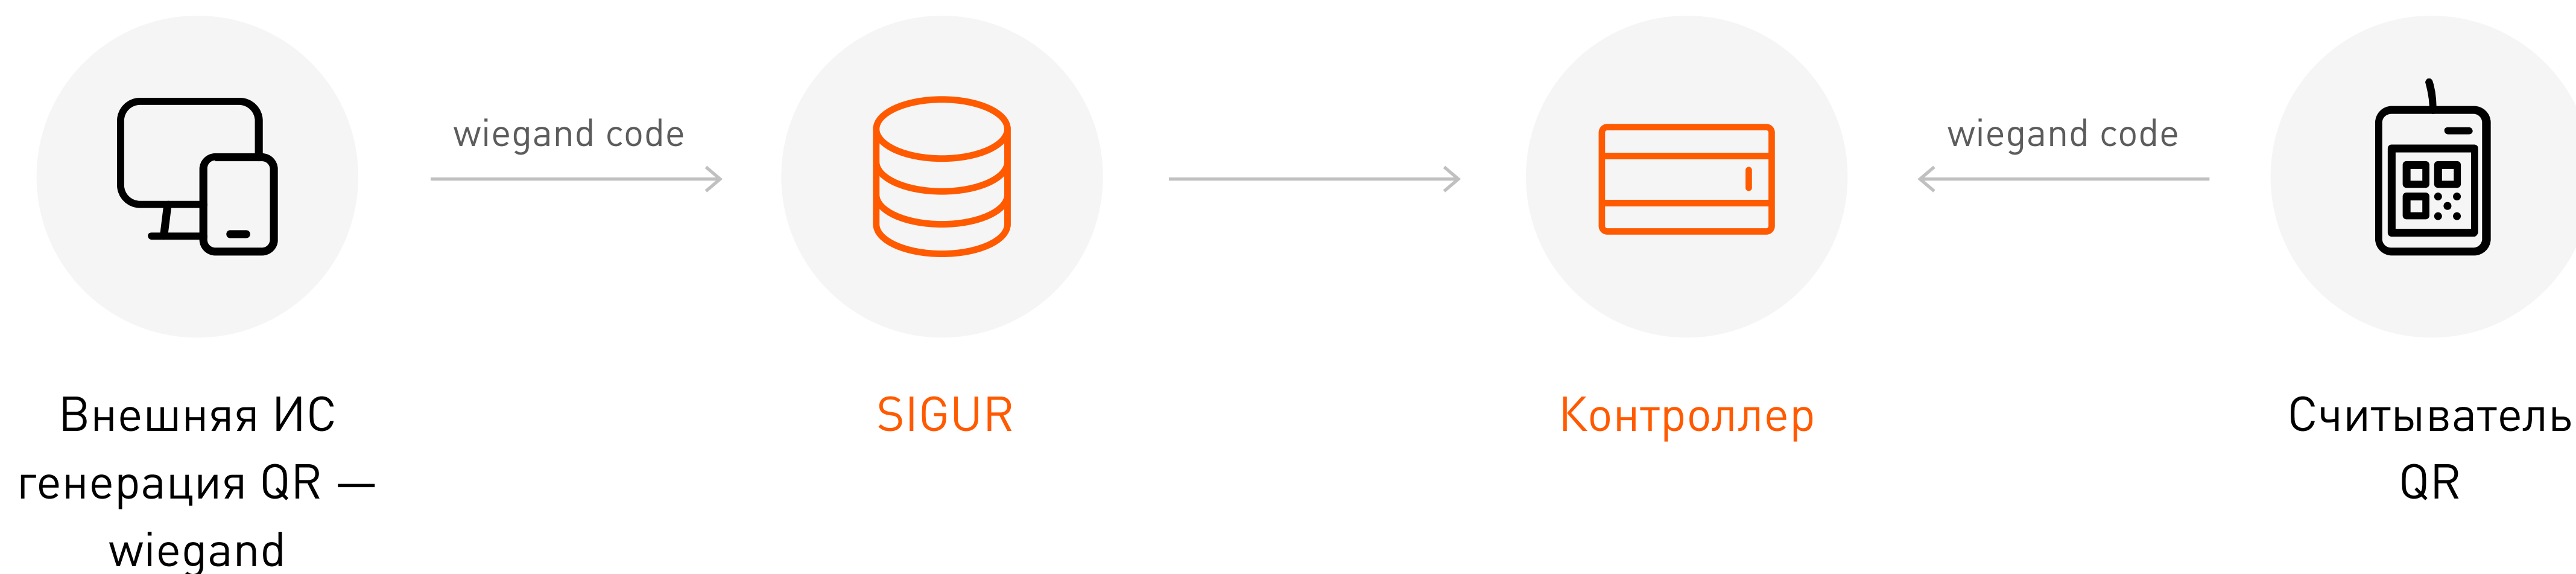 wiegand code
wiegand code
Внешняя ИС
генерация QR —
wiegand
SIGUR
Контроллер
Считыватель
QR